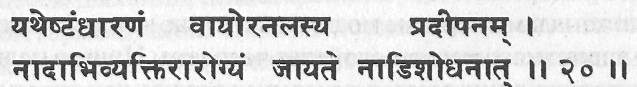 यथेष्टंधारणं वायोरनलस्य प्रदीपनम् ।
नादाभिव्यक्तिरारोग्यं जायते नाडिशोधनात् ।। २० ।।